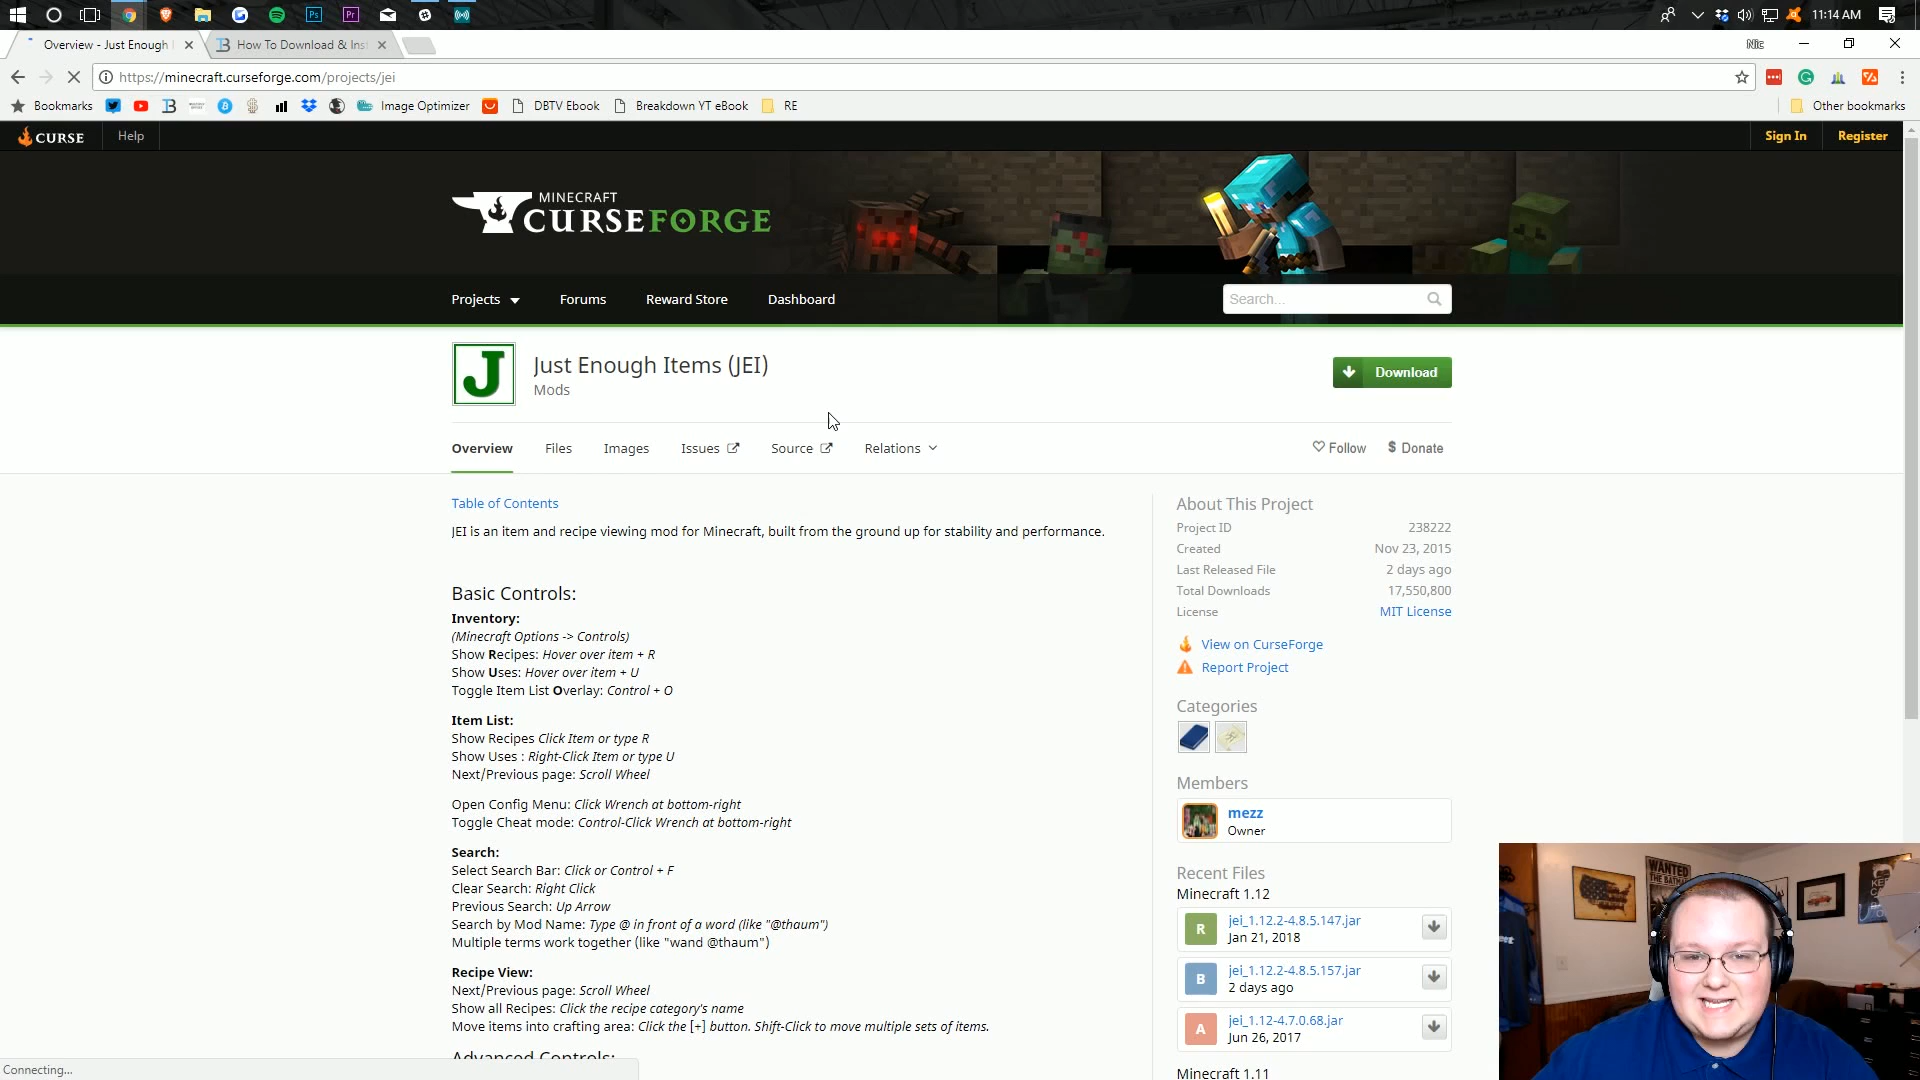 11:14 AM
Overview - Just Enough
How To Download & Ins
Nic
https://minecraft.curseforge.com/projects/jei
Bookmarks
Image Optimizer
DBTV Ebook
Breakdown YT eBook
RE
Other bookmarks
CURSE
Help
Sign In
Register
MINECRAFT
CURSEFORGE
Projects
Forums
Reward Store
Dashboard
Search...
J
Just Enough Items (JEI)
Mods
Download
Overview
Files
Images
Issues
Source
Relations
Follow
$ Donate
Table of Contents
JEI is an item and recipe viewing mod for Minecraft, built from the ground up for stability and performance.
Basic Controls:
Inventory:
(Minecraft Options -> Controls)
Show Recipes: Hover over item + R
Show Uses: Hover over item + U
Toggle Item List Overlay: Control + O
Item List:
Show Recipes Click Item or type R
Show Uses : Right-Click Item or type U
Next/Previous page: Scroll Wheel
Open Config Menu: Click Wrench at bottom-right
Toggle Cheat mode: Control-Click Wrench at bottom-right
Search:
Select Search Bar: Click or Control + F
Clear Search: Right Click
Previous Search: Up Arrow
Search by Mod Name: Type @ in front of a word (like "@thaum")
Multiple terms work together (like "wand @thaum")
Recipe View:
Next/Previous page: Scroll Wheel
Show all Recipes: Click the recipe category's name
Move items into crafting area: Click the [+] button. Shift-Click to move multiple sets of items.
Advanced Controls:
About This Project
Project ID 238222
Created Nov 23, 2015
Last Released File 2 days ago
Total Downloads 17,550,800
License MIT License
View on CurseForge
Report Project
Categories
Members
mezz
Owner
Recent Files
Minecraft 1.12
R
jei_1.12.2-4.8.5.147.jar
Jan 21, 2018
B
jei_1.12.2-4.8.5.157.jar
2 days ago
A
jei_1.12-4.7.0.68.jar
Jun 26, 2017
Minecraft 1.11
WANTED
Connecting...